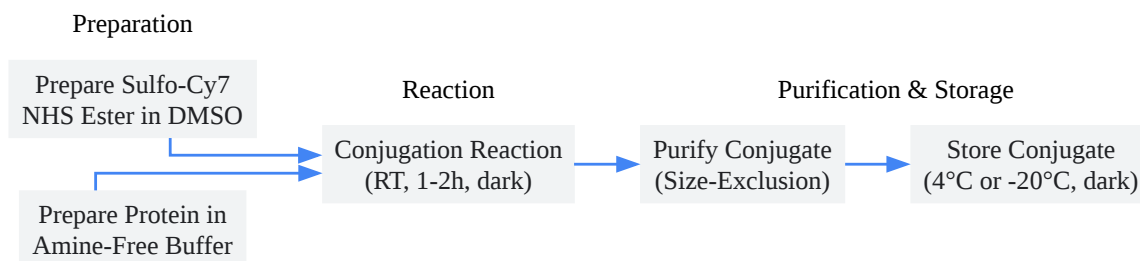 Preparation
Prepare Sulfo-Cy7
NHS Ester in DMSO
Prepare Protein in
Amine-Free Buffer
Reaction
Conjugation Reaction
(RT, 1-2h, dark)
Purification & Storage
Purify Conjugate
(Size-Exclusion)
Store Conjugate
(4°C or -20°C, dark)